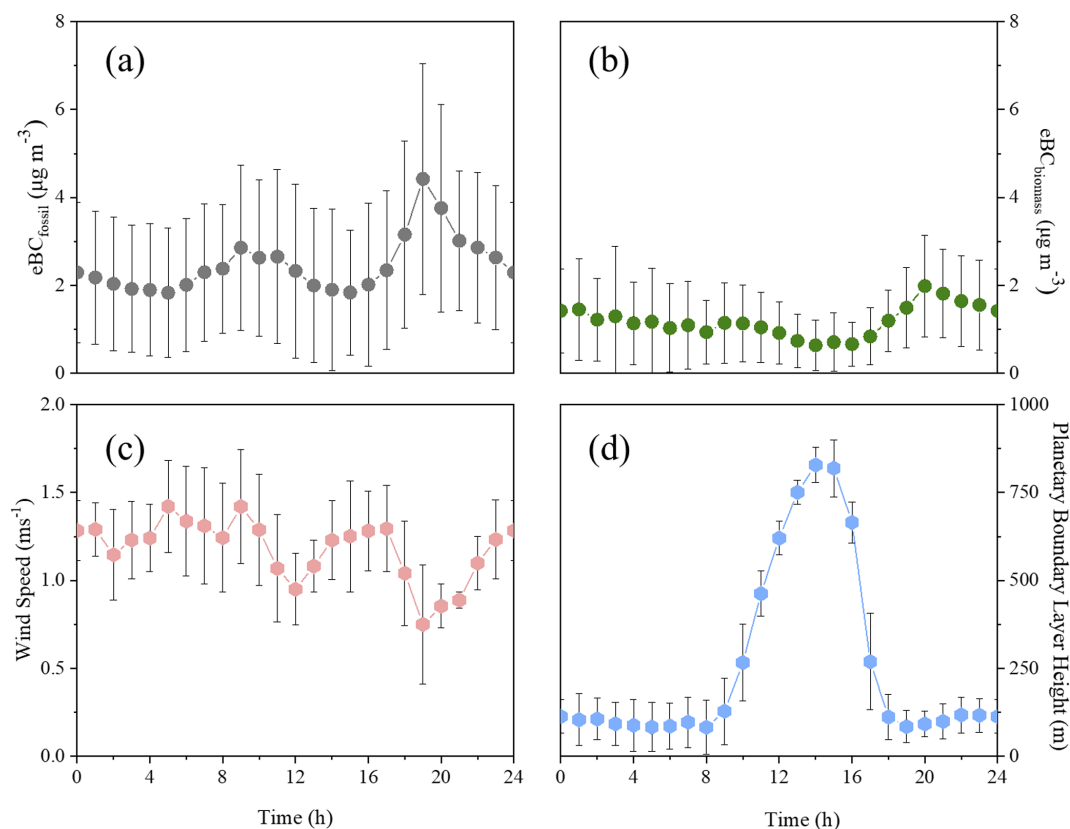 (a)
8
6
4
2
0
eBCfossil (μg m-3)
(b)
8
6
4
2
0
eBCbiomass (μg m-3)
(c)
2.0
1.5
1.0
0.5
0.0
Wind Speed (ms-1)
0 4 8 12 16 20 24
Time (h)
(d)
1000
750
500
250
0
Planetary Boundary Layer Height (m)
0 4 8 12 16 20 24
Time (h)